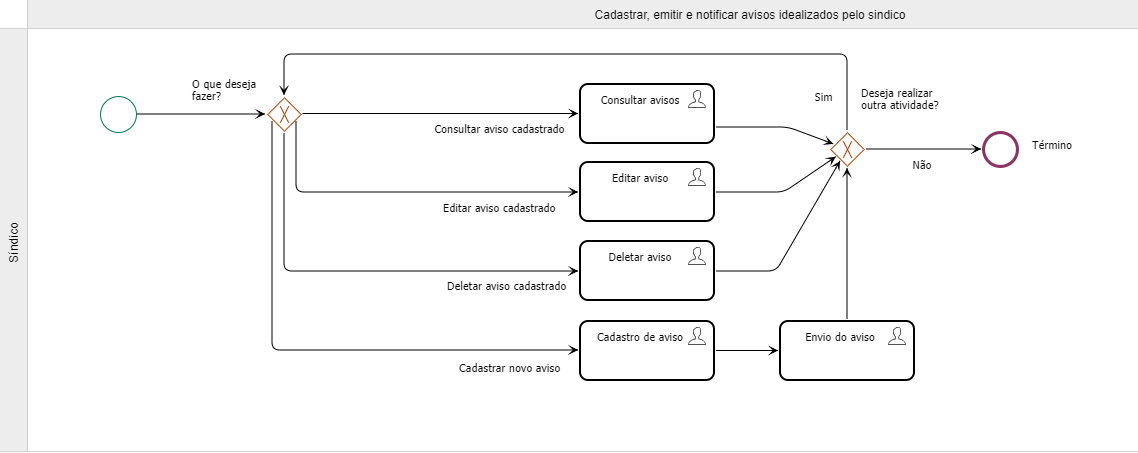 Cadastrar, emitir e notificar avisos idealizados pelo sindico
Síndico
O que deseja
fazer?
Consultar aviso cadastrado
Consultar avisos
Editar aviso cadastrado
Editar aviso
Deletar aviso cadastrado
Deletar aviso
Cadastrar novo aviso
Cadastro de aviso
Envio do aviso
Sim
Deseja realizar
outra atividade?
Não
Término